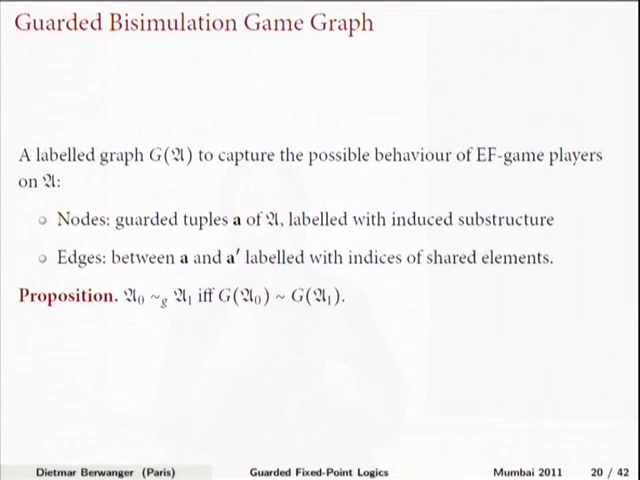 Guarded Bisimulation Game Graph
A labelled graph G(𝔄) to capture the possible behaviour of EF-game players
on 𝔄:
Nodes: guarded tuples a of 𝔄, labelled with induced substructure
Edges: between a and a′ labelled with indices of shared elements.
Proposition. 𝔄₀ ~g 𝔄₁ iff G(𝔄₀) ~ G(𝔄₁).
Dietmar Berwanger (Paris) Guarded Fixed-Point Logics Mumbai 2011 20 / 42